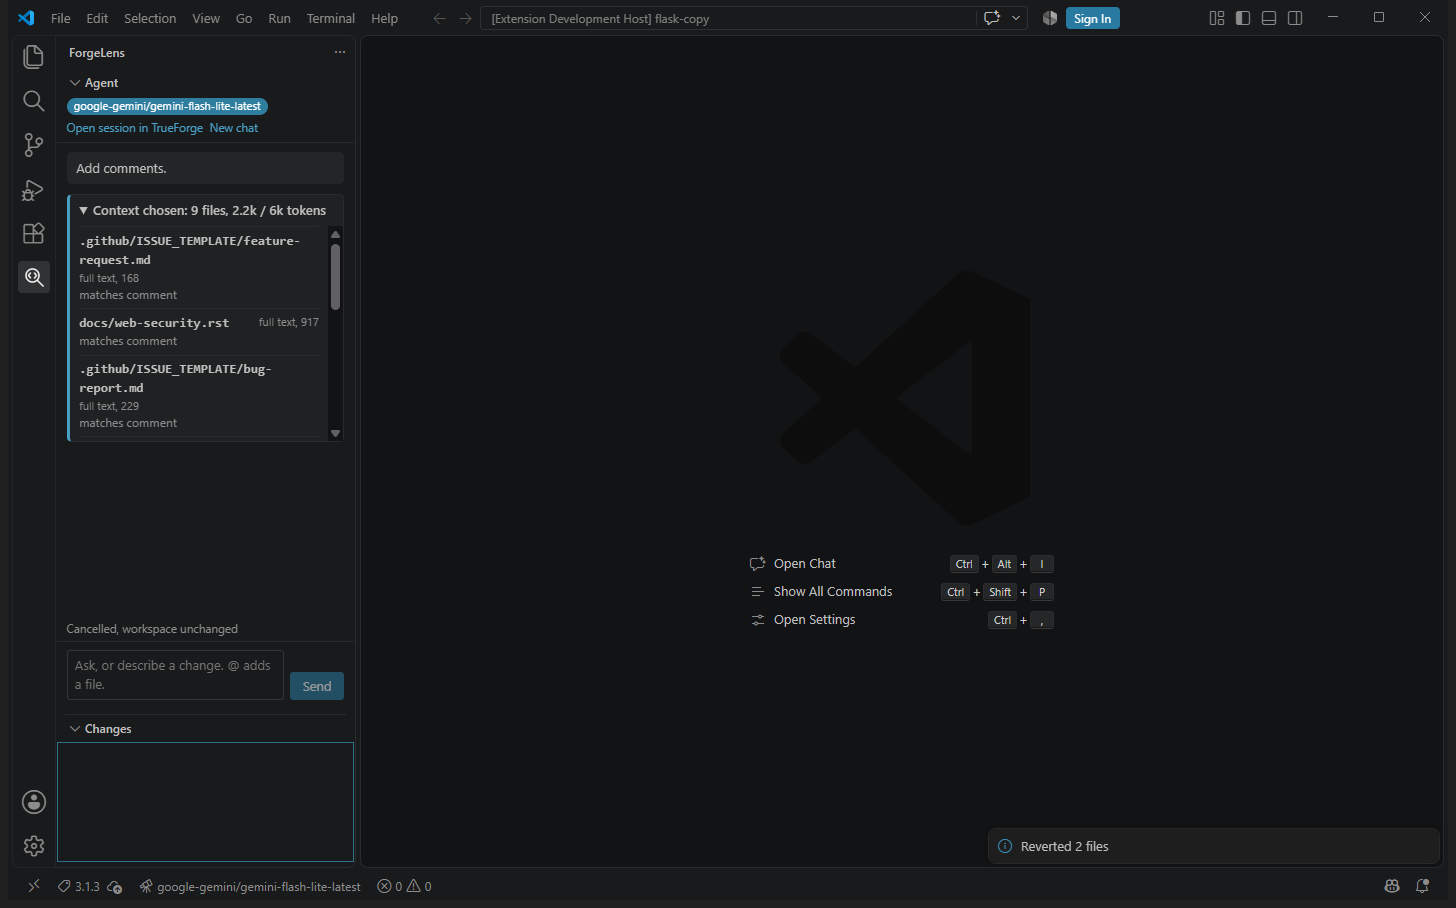 File Edit Selection View Go Run Terminal Help
[Extension Development Host] flask-copy
Sign In
ForgeLens
Agent
google-gemini/gemini-flash-lite-latest
Open session in TrueForge New chat
Add comments.
Context chosen: 9 files, 2.2k / 6k tokens
.github/ISSUE_TEMPLATE/feature-
request.md
full text, 168
matches comment
docs/web-security.rst full text, 917
matches comment
.github/ISSUE_TEMPLATE/bug-
report.md
full text, 229
matches comment
Cancelled, workspace unchanged
Ask, or describe a change. @ adds
a file.
Send
Changes
Open Chat Ctrl + Alt + I
Show All Commands Ctrl + Shift + P
Open Settings Ctrl + ,
Reverted 2 files
3.1.3 google-gemini/gemini-flash-lite-latest 0 0